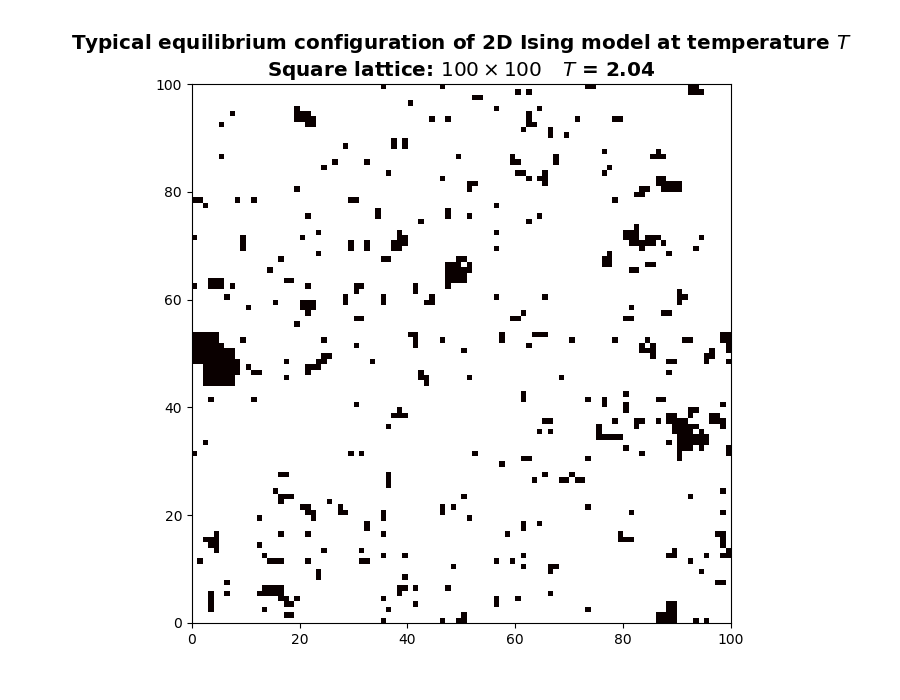 Typical equilibrium configuration of 2D Ising model at temperature T
Square lattice: 100 × 100 T = 2.04
100
80
60
40
20
0
0 20 40 60 80 100